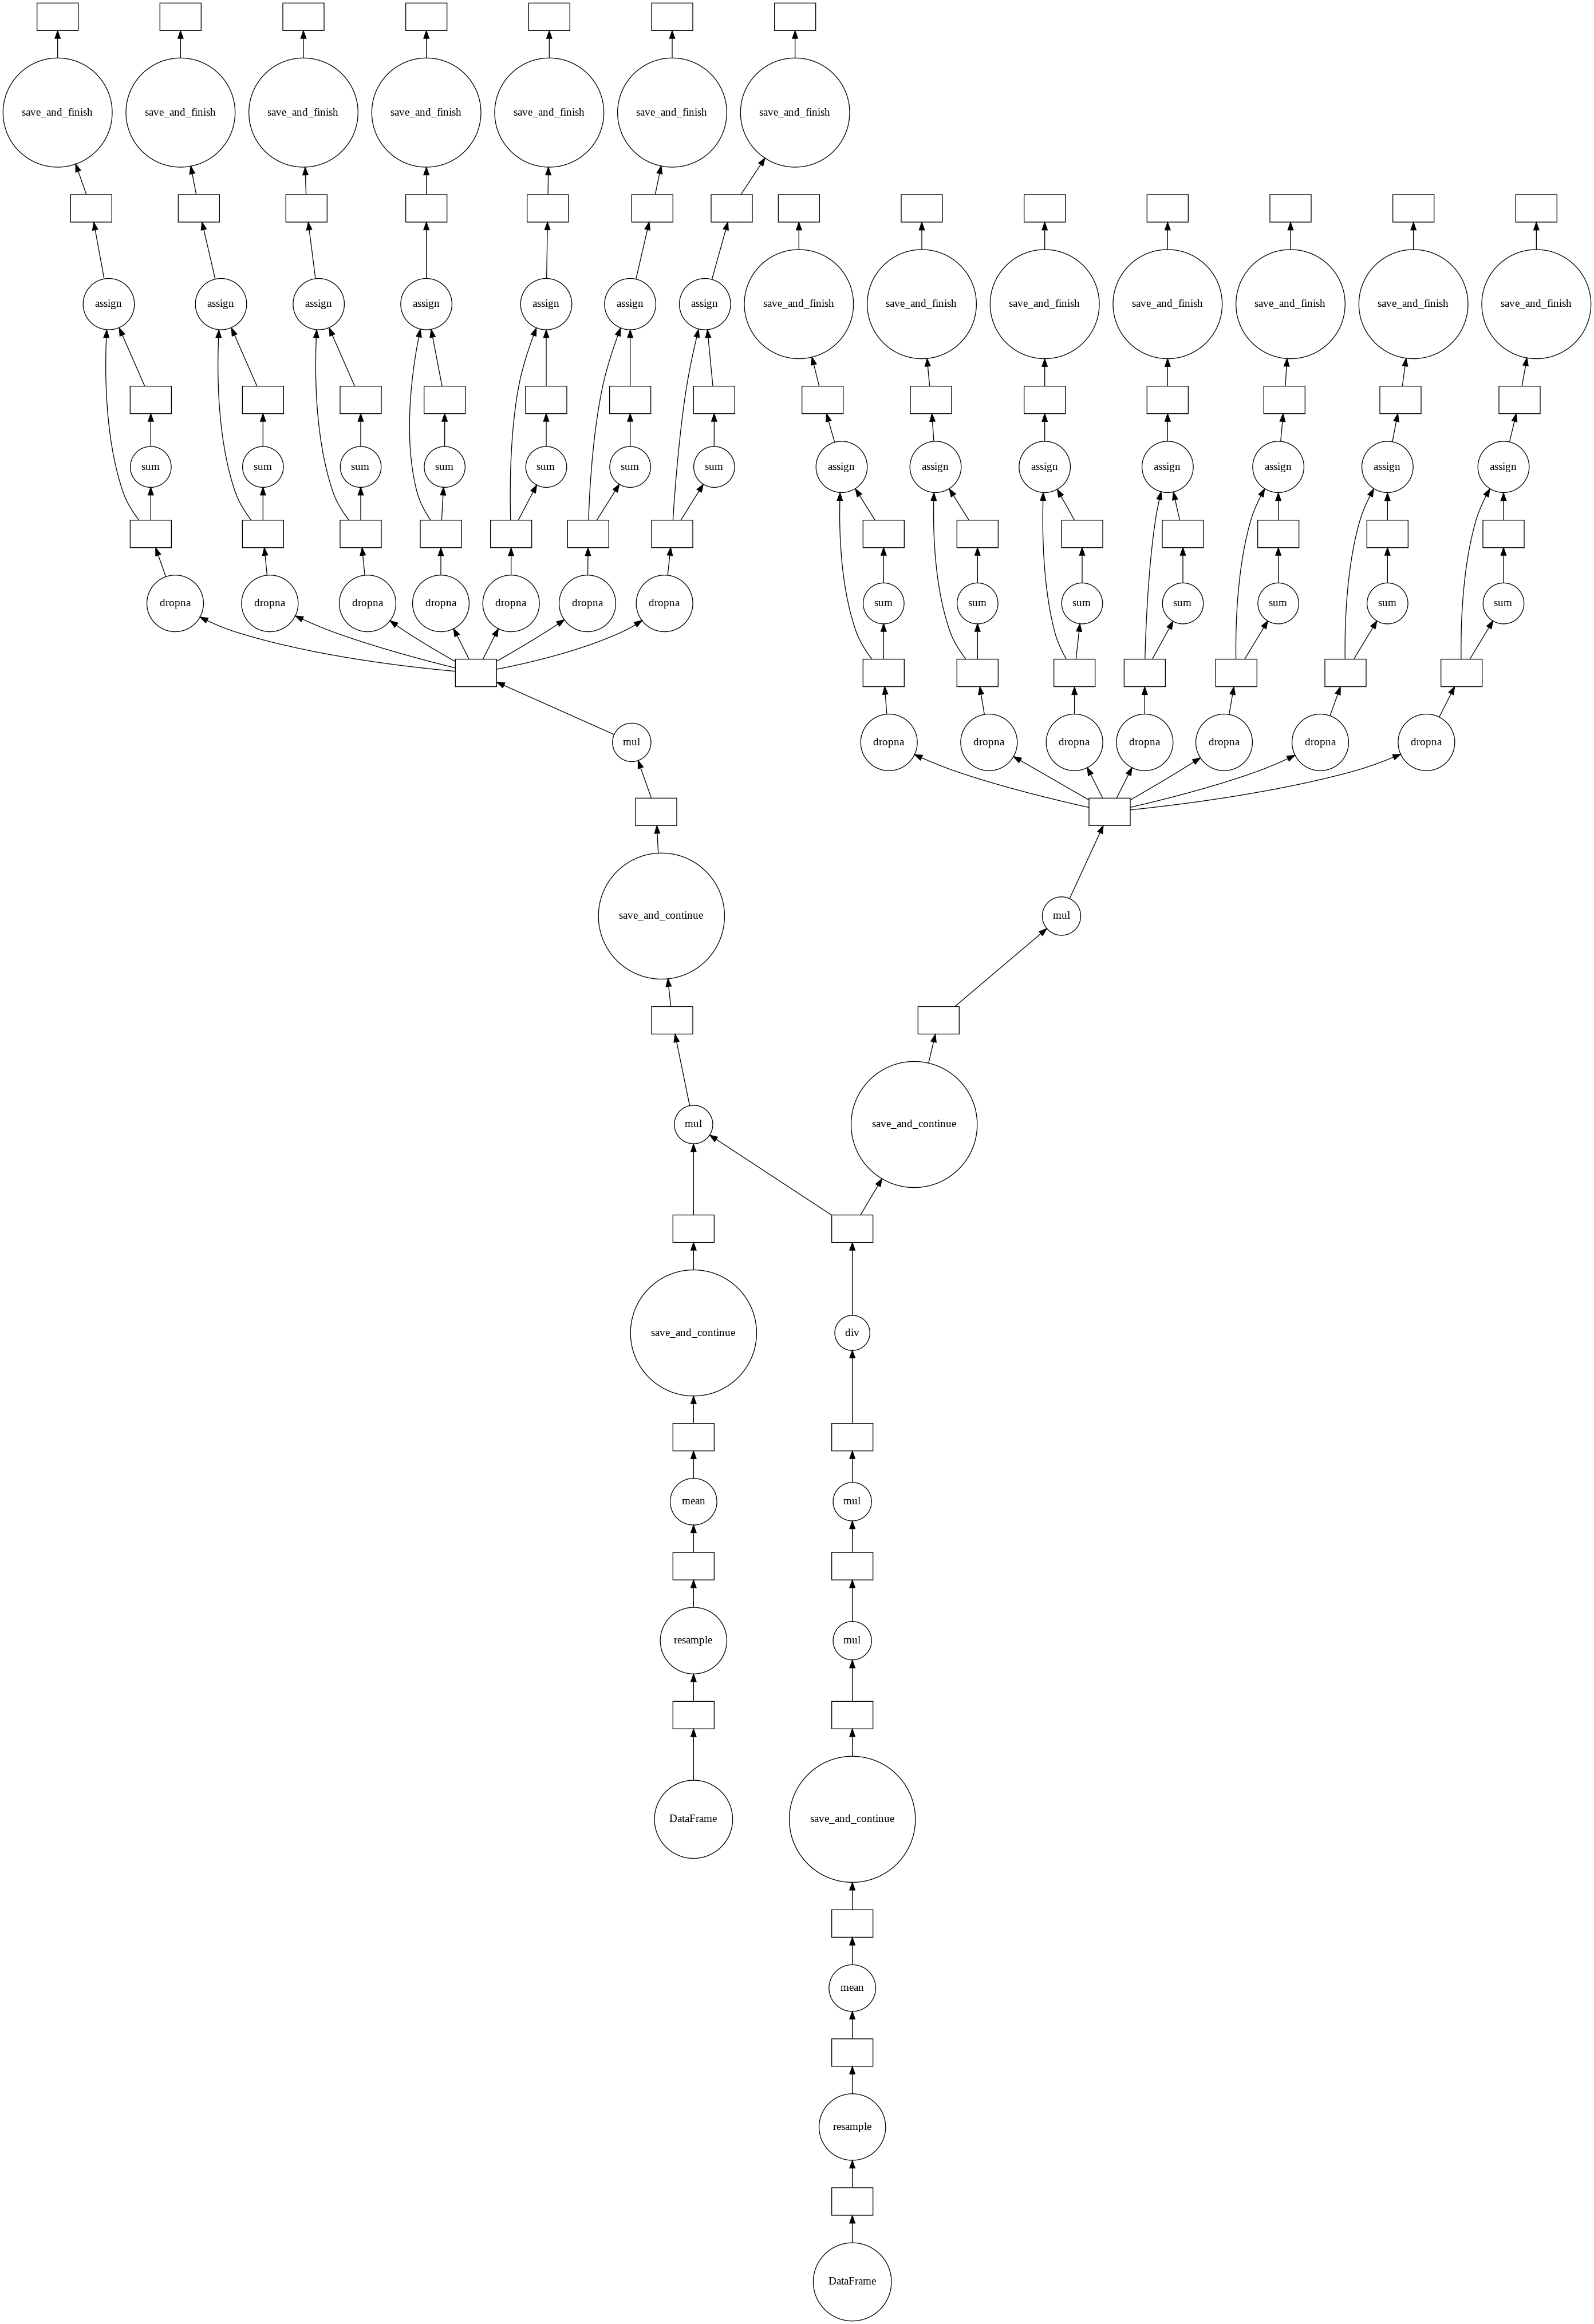 save_and_finish
save_and_finish
save_and_finish
save_and_finish
save_and_finish
save_and_finish
save_and_finish
assign
assign
assign
assign
assign
assign
assign
save_and_finish
save_and_finish
save_and_finish
save_and_finish
save_and_finish
save_and_finish
save_and_finish
sum
sum
sum
sum
sum
sum
sum
assign
assign
assign
assign
assign
assign
assign
dropna
dropna
dropna
dropna
dropna
dropna
dropna
sum
sum
sum
sum
sum
sum
sum
mul
dropna
dropna
dropna
dropna
dropna
dropna
dropna
save_and_continue
mul
mul
save_and_continue
save_and_continue
div
mean
mul
resample
mul
DataFrame
save_and_continue
mean
resample
DataFrame